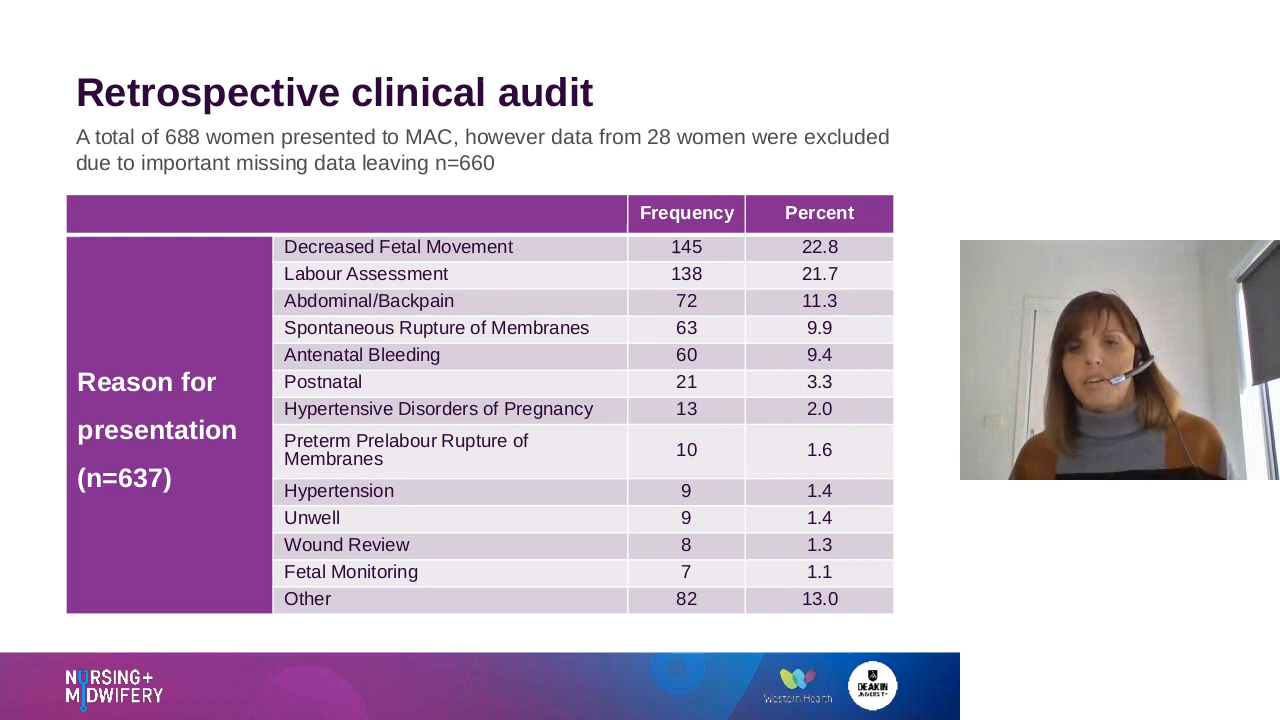 Retrospective clinical audit
A total of 688 women presented to MAC, however data from 28 women were excluded
due to important missing data leaving n=660
Frequency Percent
Reason for
presentation
(n=637)
Decreased Fetal Movement 145 22.8
Labour Assessment 138 21.7
Abdominal/Backpain 72 11.3
Spontaneous Rupture of Membranes 63 9.9
Antenatal Bleeding 60 9.4
Postnatal 21 3.3
Hypertensive Disorders of Pregnancy 13 2.0
Preterm Prelabour Rupture of
Membranes 10 1.6
Hypertension 9 1.4
Unwell 9 1.4
Wound Review 8 1.3
Fetal Monitoring 7 1.1
Other 82 13.0
NURSING+
MIDWIFERY
Western Health
DEAKIN
UNIVERSITY